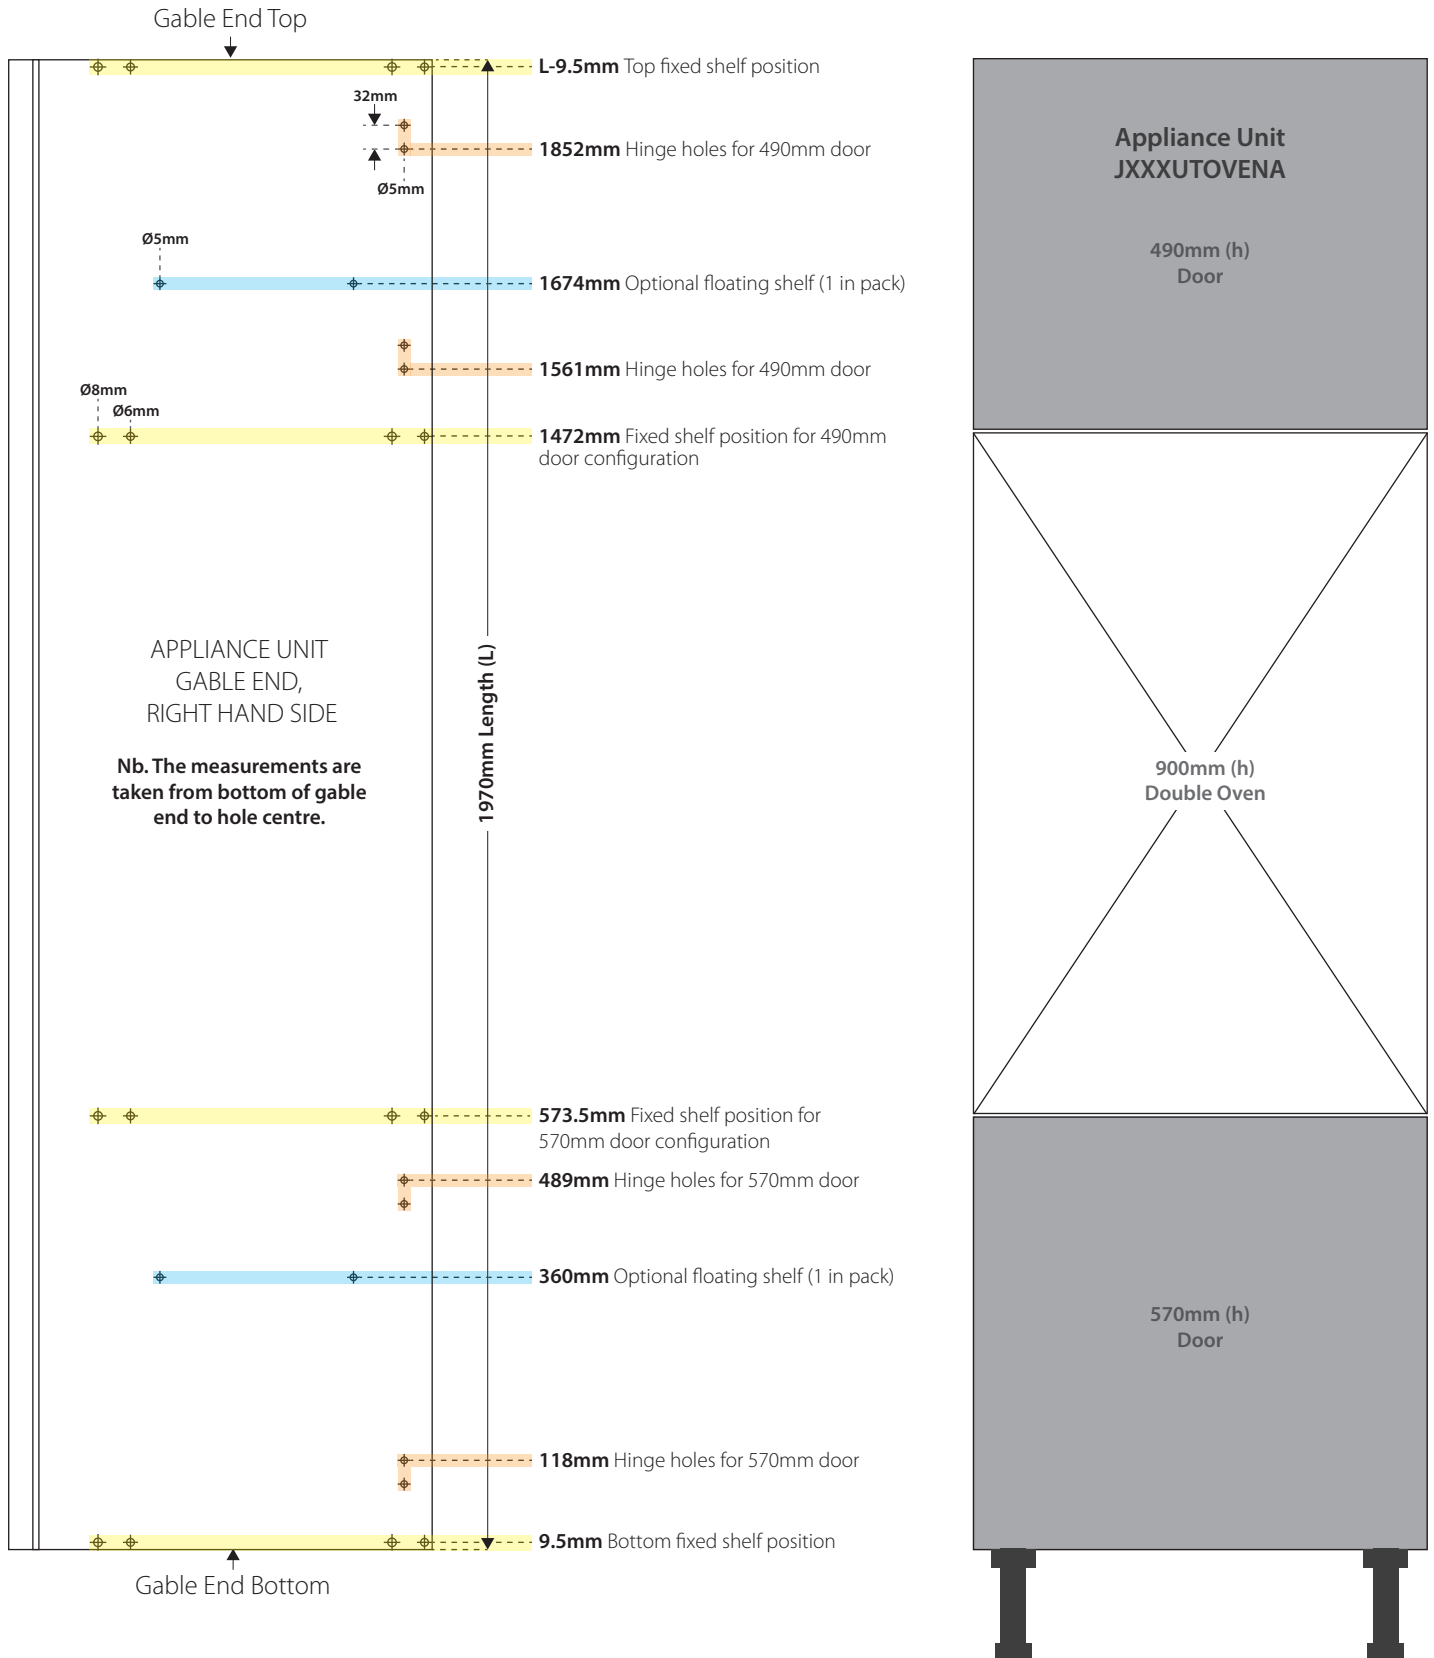 Gable End Top
L-9.5mm Top fixed shelf position
32mm
1852mm Hinge holes for 490mm door
Ø5mm
Ø5mm
1674mm Optional floating shelf (1 in pack)
1561mm Hinge holes for 490mm door
Ø8mm
Ø6mm
1472mm Fixed shelf position for 490mm
door configuration
APPLIANCE UNIT
GABLE END,
RIGHT HAND SIDE
Nb. The measurements are
taken from bottom of gable
end to hole centre.
1970mm Length (L)
573.5mm Fixed shelf position for
570mm door configuration
489mm Hinge holes for 570mm door
360mm Optional floating shelf (1 in pack)
118mm Hinge holes for 570mm door
9.5mm Bottom fixed shelf position
Gable End Bottom
Appliance Unit
JXXXUTOVENA
490mm (h)
Door
900mm (h)
Double Oven
570mm (h)
Door